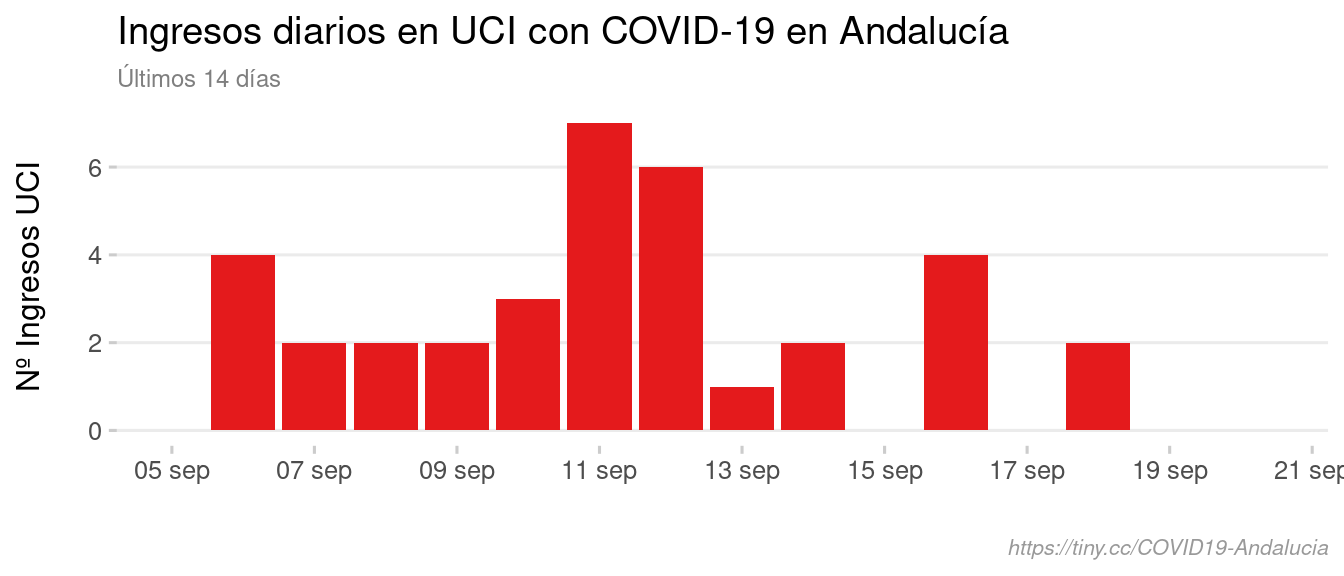 Ingresos diarios en UCI con COVID-19 en Andalucía
Últimos 14 días
Nº Ingresos UCI
6
4
2
0
05 sep 07 sep 09 sep 11 sep 13 sep 15 sep 17 sep 19 sep 21 sep
https://tiny.cc/COVID19-Andalucia